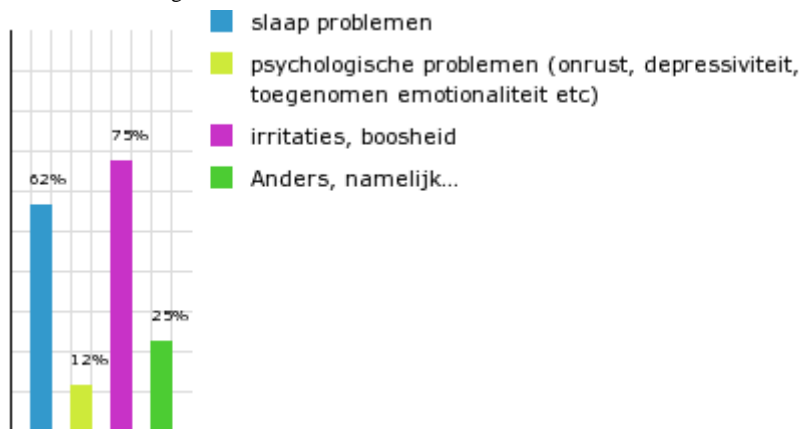 slaap problemen
psychologische problemen (onrust, depressiviteit,
toegenomen emotionaliteit etc)
irritaties, boosheid
Anders, namelijk...
75%
62%
25%
12%